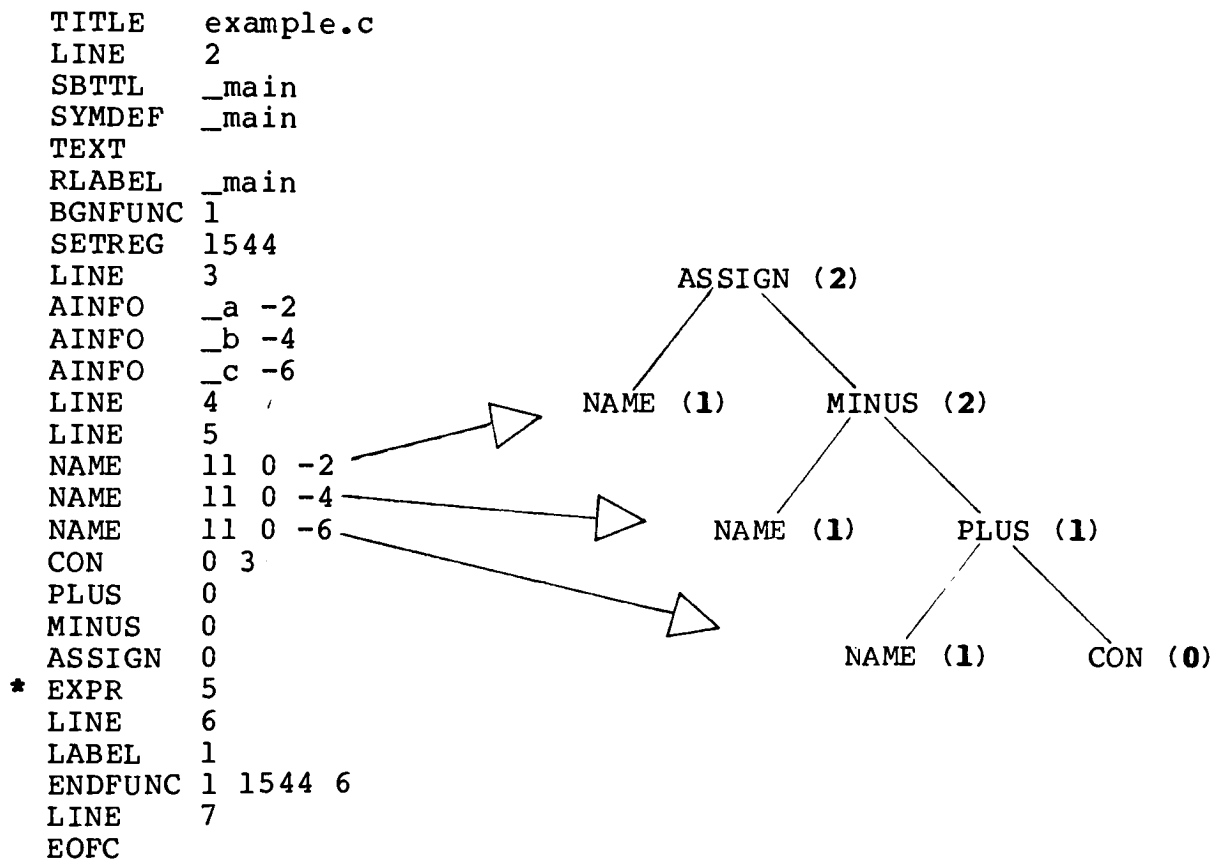 TITLE example.c
LINE 2
SBTTL _main
SYMDEF _main
TEXT
RLABEL _main
BGNFUNC 1
SETREG 1544
LINE 3
AINFO _a -2
AINFO _b -4
AINFO _c -6
LINE 4
LINE 5
NAME 11 0 -2
NAME 11 0 -4
NAME 11 0 -6
CON 0 3
PLUS 0
MINUS 0
ASSIGN 0
* EXPR 5
LINE 6
LABEL 1
ENDFUNC 1 1544 6
LINE 7
EOFC
ASSIGN (2)
NAME (1) MINUS (2)
NAME (1) PLUS (1)
NAME (1) CON (0)